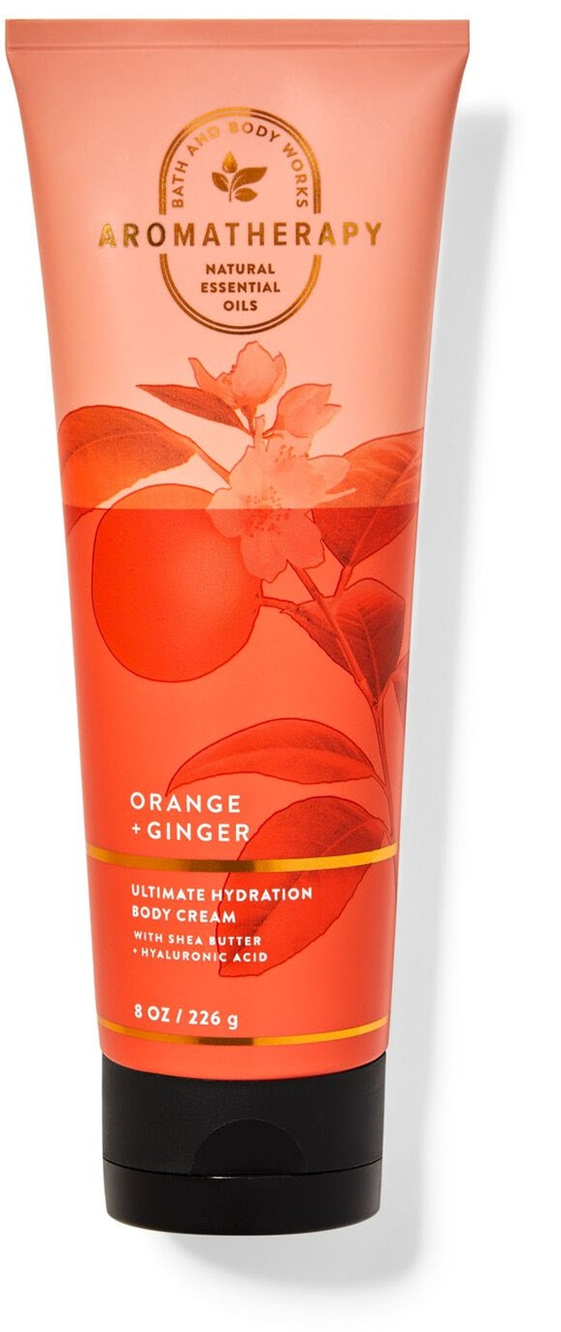 BATH AND BODY WORKS
AROMATHERAPY
NATURAL
ESSENTIAL
OILS
ORANGE
+ GINGER
ULTIMATE HYDRATION
BODY CREAM
WITH SHEA BUTTER
+ HYALURONIC ACID
8 OZ / 226 g